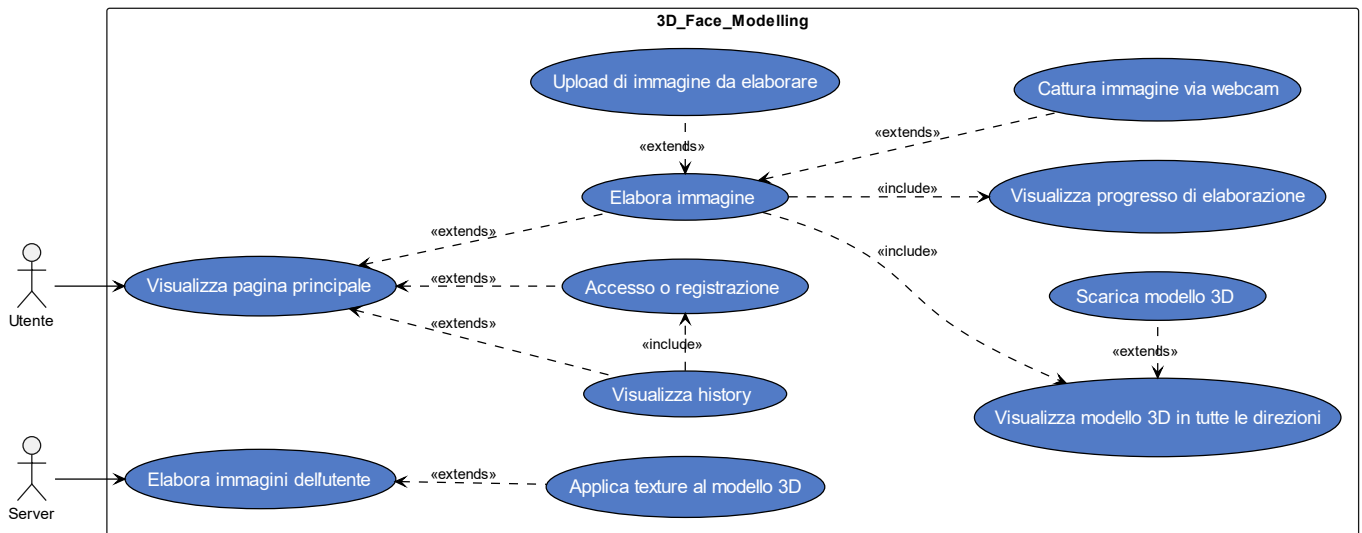 3D_Face_Modelling
Upload di immagine da elaborare
Cattura immagine via webcam
«extends»
«extends»
Elabora immagine
«include»
Visualizza progresso di elaborazione
«extends»
«include»
Utente
Visualizza pagina principale
«extends»
Accesso o registrazione
Scarica modello 3D
«extends»
«include»
«extends»
Visualizza history
Visualizza modello 3D in tutte le direzioni
Server
Elabora immagini dell'utente
«extends»
Applica texture al modello 3D